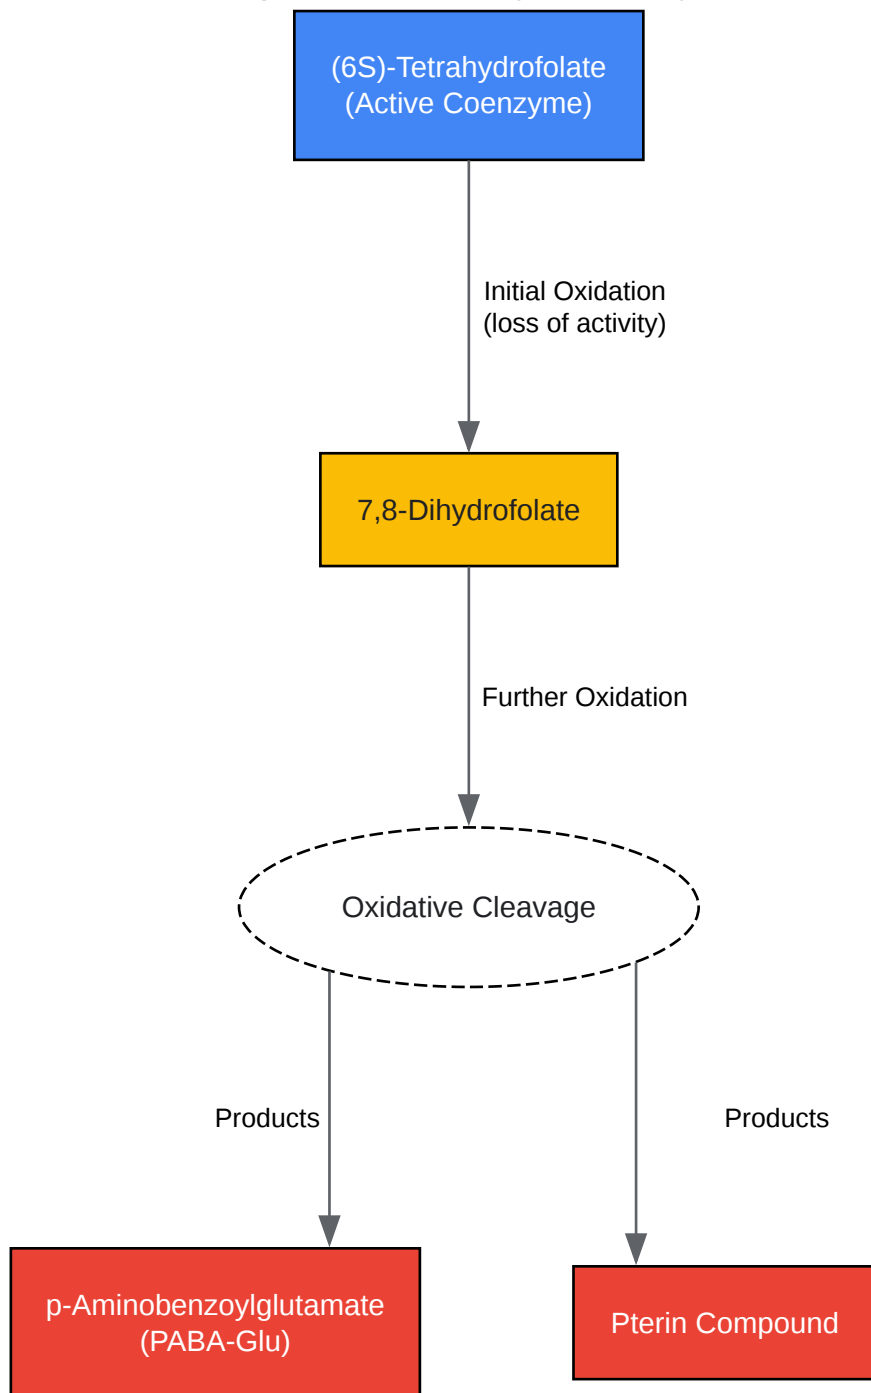 (6S)-Tetrahydrofolate
(Active Coenzyme)
Initial Oxidation
(loss of activity)
7,8-Dihydrofolate
Further Oxidation
Oxidative Cleavage
Products
Products
p-Aminobenzoylglutamate
(PABA-Glu)
Pterin Compound